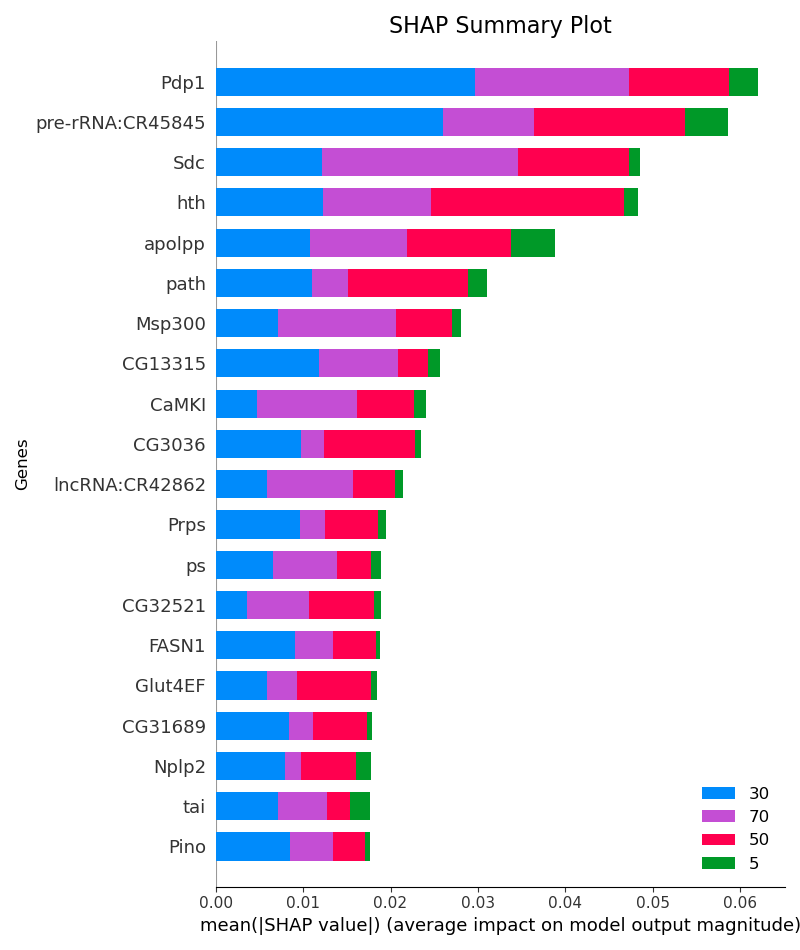 SHAP Summary Plot
Pdp1
pre-rRNA:CR45845
Sdc
hth
apolpp
path
Msp300
CG13315
CaMKI
CG3036
lncRNA:CR42862
Prps
ps
CG32521
FASN1
Glut4EF
CG31689
Nplp2
tai
Pino
Genes
30
70
50
5
0.00 0.01 0.02 0.03 0.04 0.05 0.06
mean(|SHAP value|) (average impact on model output magnitude)